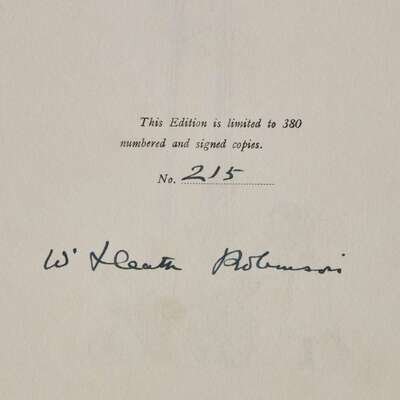 This Edition is limited to 380
numbered and signed copies.
No. 215
W Heath Robinson